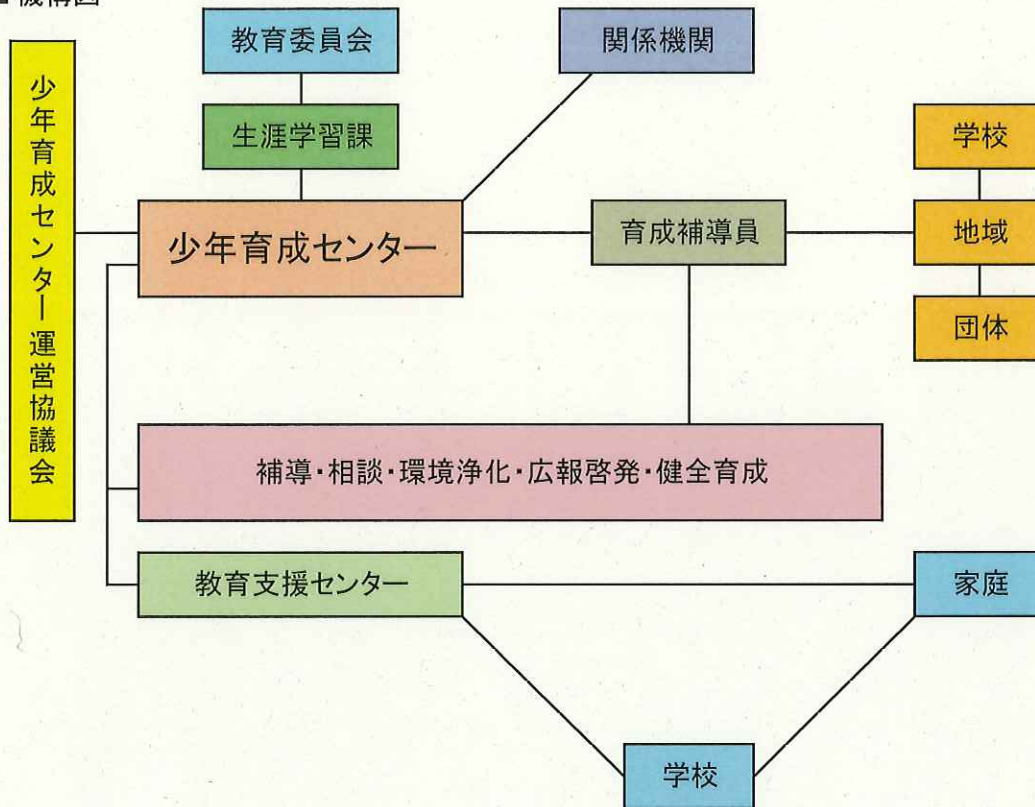 ■ 機構図
教育委員会
関係機関
少年育成センター運営協議会
生涯学習課
学校
少年育成センター
育成補導員
地域
団体
補導・相談・環境浄化・広報啓発・健全育成
教育支援センター
家庭
学校